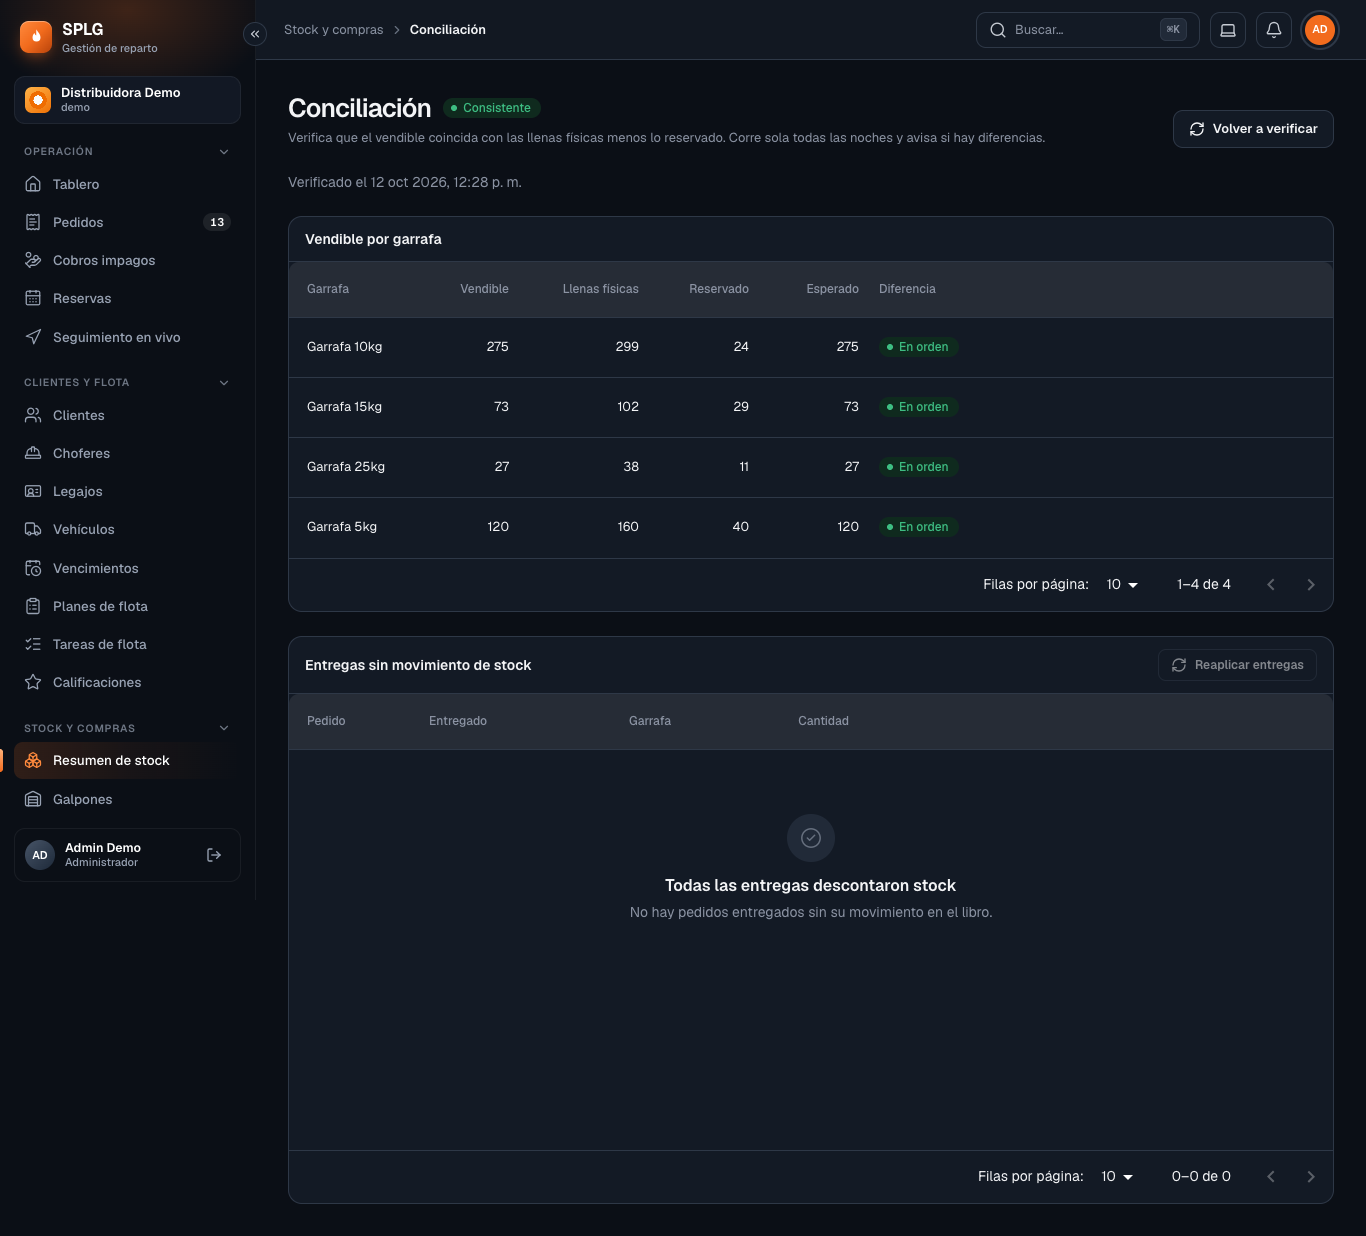 SPLG
Gestión de reparto
Distribuidora Demo
demo
OPERACIÓN
Tablero
Pedidos 13
Cobros impagos
Reservas
Seguimiento en vivo
CLIENTES Y FLOTA
Clientes
Choferes
Legajos
Vehículos
Vencimientos
Planes de flota
Tareas de flota
Calificaciones
STOCK Y COMPRAS
Resumen de stock
Galpones
AD Admin Demo
Administrador
Stock y compras Conciliación
Buscar... ⌘K AD
Conciliación Consistente
Verifica que el vendible coincida con las llenas físicas menos lo reservado. Corre sola todas las noches y avisa si hay diferencias.
Volver a verificar
Verificado el 12 oct 2026, 12:28 p. m.
Vendible por garrafa
Garrafa Vendible Llenas físicas Reservado Esperado Diferencia
Garrafa 10kg 275 299 24 275 En orden
Garrafa 15kg 73 102 29 73 En orden
Garrafa 25kg 27 38 11 27 En orden
Garrafa 5kg 120 160 40 120 En orden
Filas por página: 10 1–4 de 4
Entregas sin movimiento de stock Reaplicar entregas
Pedido Entregado Garrafa Cantidad
Todas las entregas descontaron stock
No hay pedidos entregados sin su movimiento en el libro.
Filas por página: 10 0–0 de 0